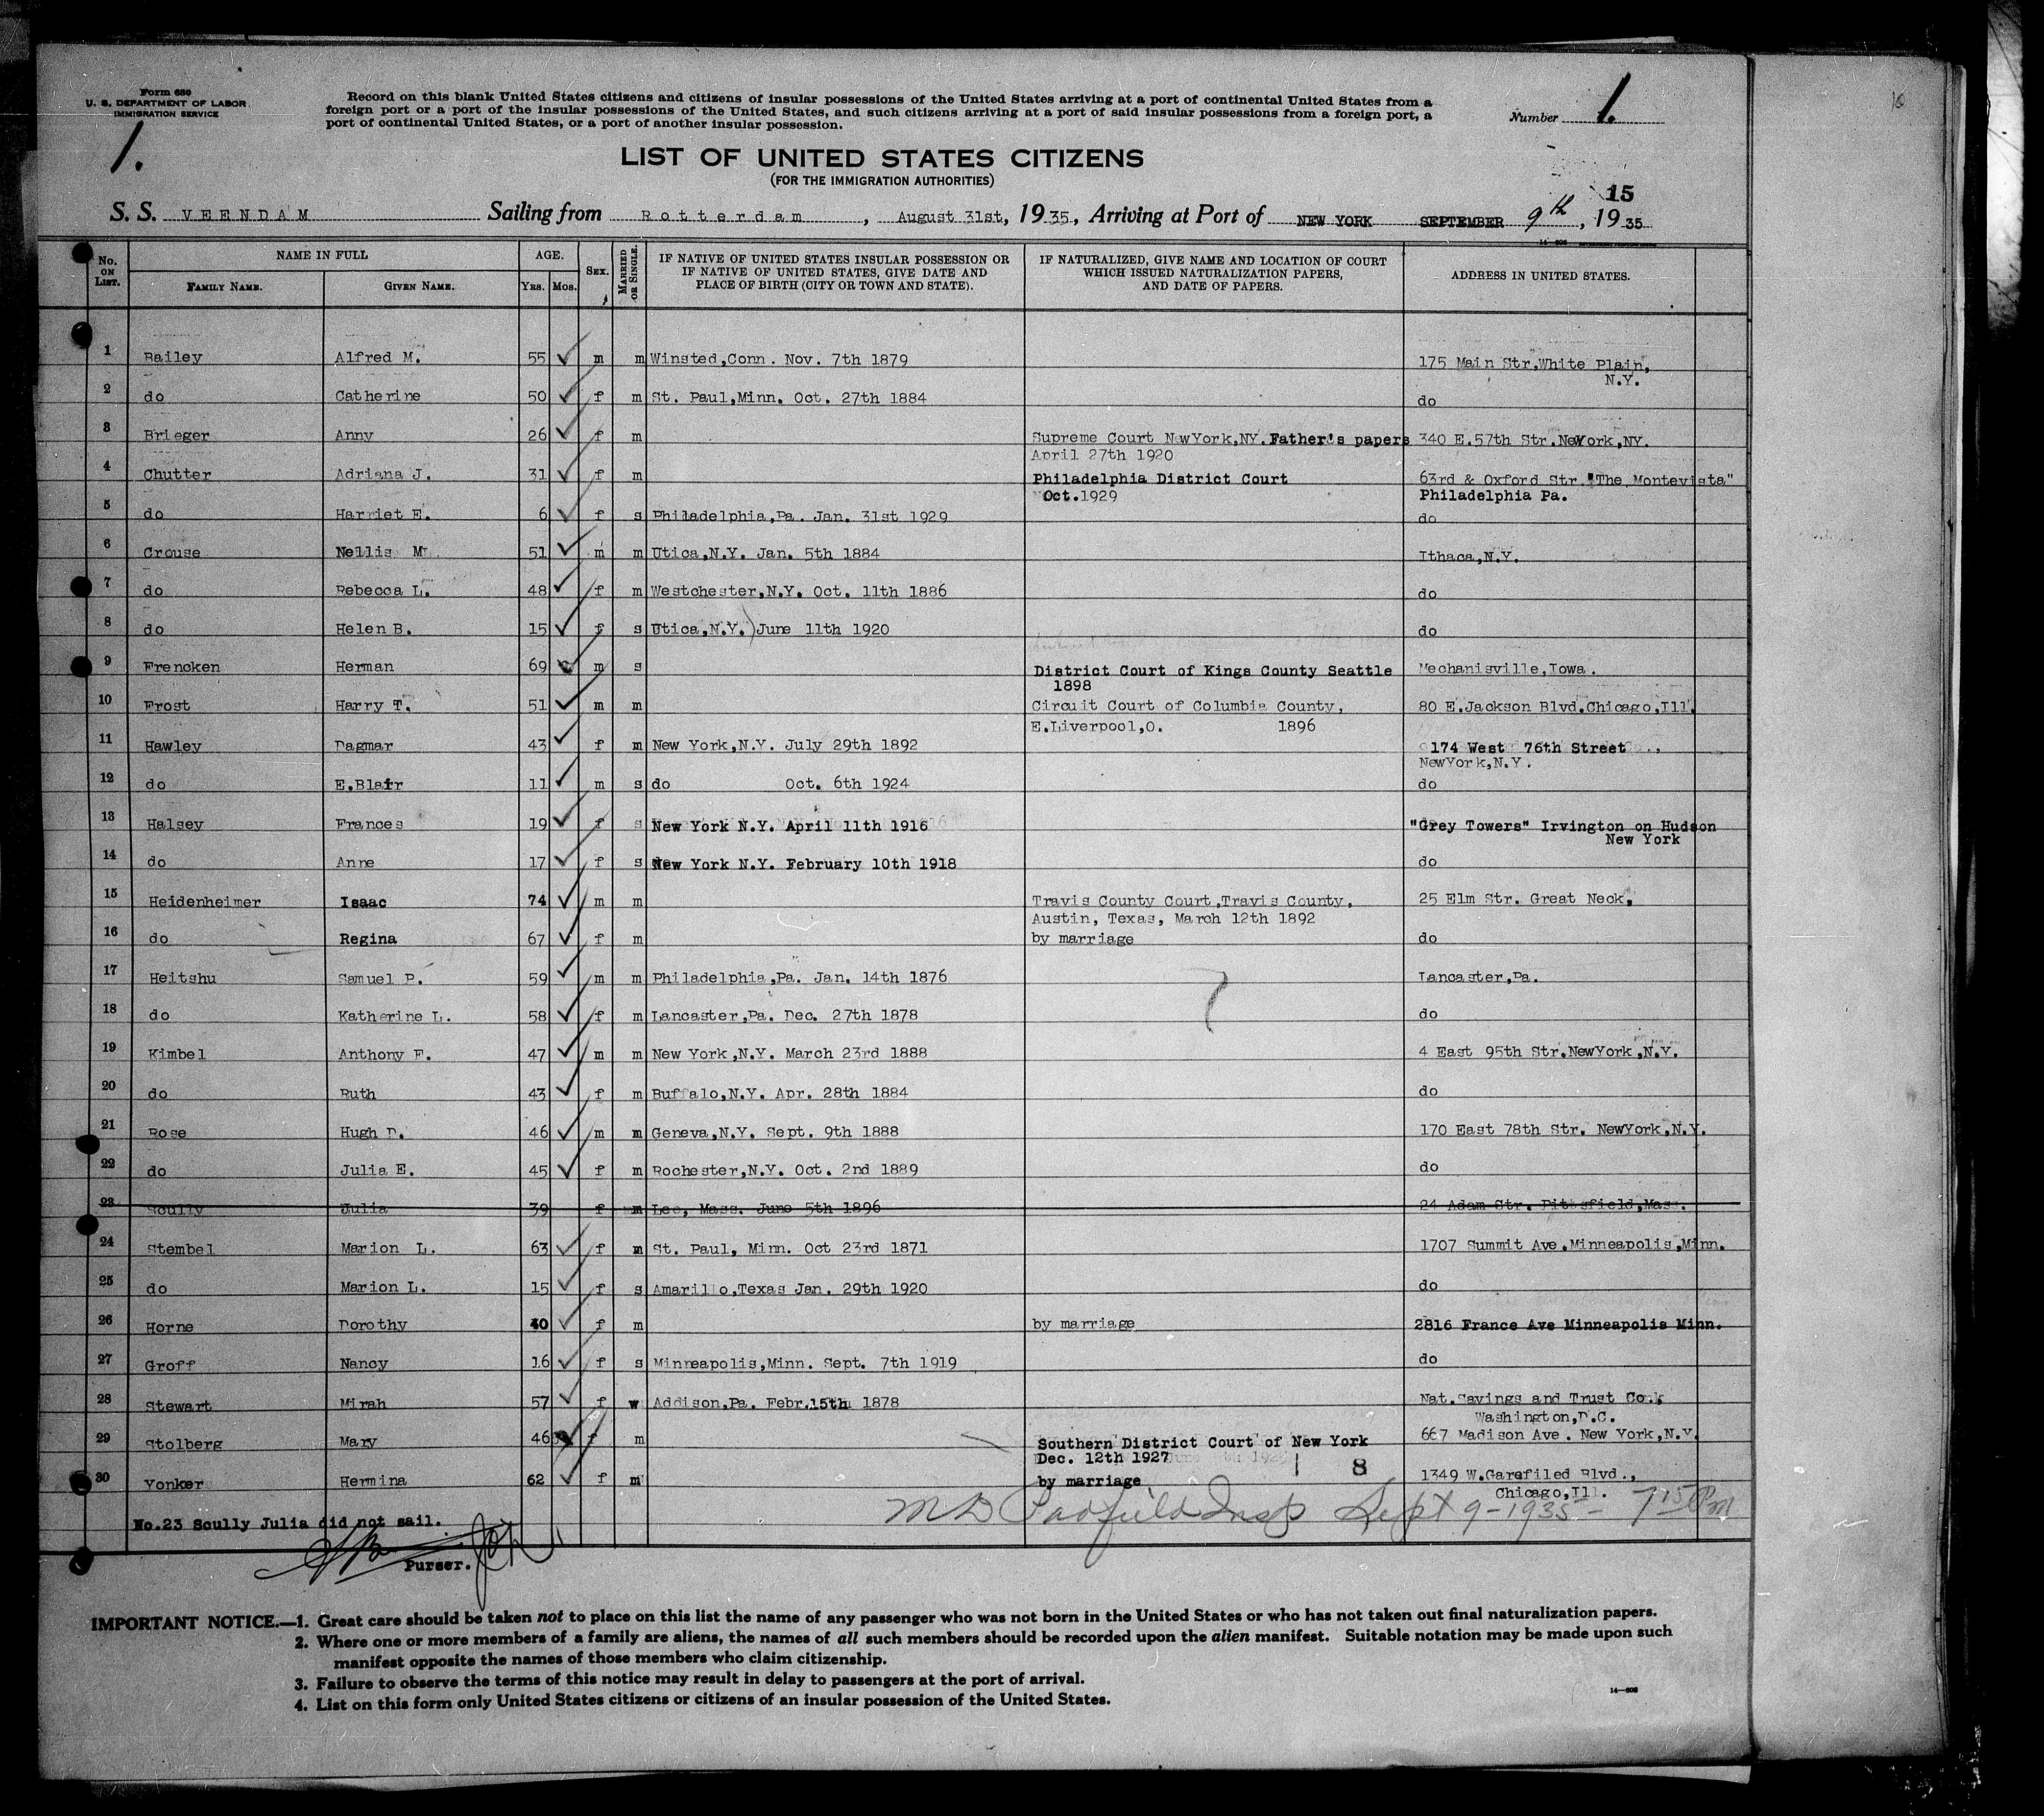 Form 630
U. S. DEPARTMENT OF LABOR
IMMIGRATION SERVICE
1.
Record on this blank United States citizens and citizens of insular possessions of the United States arriving at a port of continental United States from a
foreign port or a port of the insular possessions of the United States, and such citizens arriving at a port of said insular possessions from a foreign port, a
port of continental United States, or a port of another insular possession.
Number 1.
LIST OF UNITED STATES CITIZENS
(FOR THE IMMIGRATION AUTHORITIES)
15
S. S. VEENDAM Sailing from Rotterdam, August 31st, 1935, Arriving at Port of NEW YORK SEPTEMBER 9th, 1935
No. ON LIST. NAME IN FULL FAMILY NAME. GIVEN NAME. AGE. YRS. MOS. SEX. MARRIED OR SINGLE. IF NATIVE OF UNITED STATES INSULAR POSSESSION OR IF NATIVE OF UNITED STATES, GIVE DATE AND PLACE OF BIRTH (CITY OR TOWN AND STATE). IF NATURALIZED, GIVE NAME AND LOCATION OF COURT WHICH ISSUED NATURALIZATION PAPERS, AND DATE OF PAPERS. ADDRESS IN UNITED STATES.
1 Bailey Alfred M. 55 m m Winsted,Conn. Nov. 7th 1879 175 Main Str,White Plain,
N.Y.
2 do Catherine 50 f m St. Paul,Minn. Oct. 27th 1884 do
3 Brieger Anny 26 f m Supreme Court NewYork,NY. Father's papers 340 E.57th Str.NeWYork,NY.
April 27th 1920
4 Chutter Adriana J. 31 f m Philadelphia District Court 63rd & Oxford Str."The Montevista"
Oct.1929 Philadelphia Pa.
5 do Harriet E. 6 f s Philadelphia,Pa. Jan. 31st 1929 do
6 Crouse Nellis M. 51 m m Utica,N.Y. Jan. 5th 1884 Ithaca,N.Y.
7 do Rebecca L. 48 f m Westchester,N.Y. Oct. 11th 1886 do
8 do Helen B. 15 f s Utica,N.Y. June 11th 1920 do
9 Frencken Herman 69 m s District Court of Kings County Seattle Mechanisville,Iowa.
1898
10 Frost Harry T. 51 m m Circuit Court of Columbia County, 80 E.Jackson Blvd.Chicago,Ill.
E.Liverpool,O. 1896
11 Hawley Dagmar 43 f m New York,N.Y. July 29th 1892 174 West 76th Street
NewYork,N.Y.
12 do E.Blair 11 m s do Oct. 6th 1924 do
13 Halsey Frances 19 f s New York N.Y. April 11th 1916 "Grey Towers" Irvington on Hudson
New York
14 do Anne 17 f s New York N.Y. February 10th 1918 do
15 Heidenheimer Isaac 74 m m Travis County Court,Travis County, 25 Elm Str. Great Neck,
Austin, Texas, March 12th 1892
16 do Regina 67 f m by marriage do
17 Heitshu Samuel P. 59 m m Philadelphia,Pa. Jan. 14th 1876 Lancaster,Pa.
18 do Katherine L. 58 f m Lancaster,Pa. Dec. 27th 1878 do
19 Kimbel Anthony F. 47 m m New York,N.Y. March 23rd 1888 4 East 95th Str.NewYork,N.Y.
20 do Ruth 43 f m Buffalo,N.Y. Apr. 28th 1884 do
21 Rose Hugh D. 46 m m Geneva,N.Y. Sept. 9th 1888 170 East 78th Str. NewYork,N.Y.
22 do Julia E. 45 f m Rochester,N.Y. Oct. 2nd 1889 do
23 Scully Julia 39 f m Lee, Mass. June 5th 1896 24 Adam Str. Pittsfield,Mass.
24 Stembel Marion L. 63 f m St. Paul, Minn. Oct 23rd 1871 1707 Summit Ave.Minneapolis,Minn.
25 do Marion L. 15 f s Amarillo,Texas Jan. 29th 1920 do
26 Horne Dorothy 40 f m by marriage 2816 France Ave Minneapolis Minn.
27 Groff Nancy 16 f s Minneapolis,Minn. Sept. 7th 1919 do
28 Stewart Mirah 57 f w Addison,Pa. Febr.15th 1878 Nat.Savings and Trust Co.,
Washington,D.C.
29 Stolberg Mary 46 f m Southern District Court of New York 667 Madison Ave. New York,N.Y.
Dec. 12th 1927
30 Yonker Hermina 62 f m by marriage 1349 W.Garefiled Blvd.,
1 8
Chicago,Ill.
M D Padfield Insp Sept 9-1935 - 7 15 PM
No.23 Scully Julia did not sail.
Purser.
IMPORTANT NOTICE.—1. Great care should be taken not to place on this list the name of any passenger who was not born in the United States or who has not taken out final naturalization papers.
2. Where one or more members of a family are aliens, the names of all such members should be recorded upon the alien manifest. Suitable notation may be made upon such
manifest opposite the names of those members who claim citizenship.
3. Failure to observe the terms of this notice may result in delay to passengers at the port of arrival.
4. List on this form only United States citizens or citizens of an insular possession of the United States.
14—808